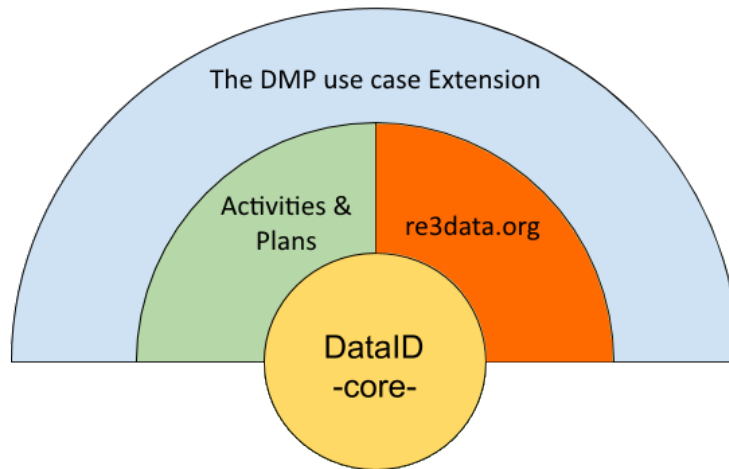 The DMP use case Extension
Activities &
Plans
re3data.org
DataID
-core-